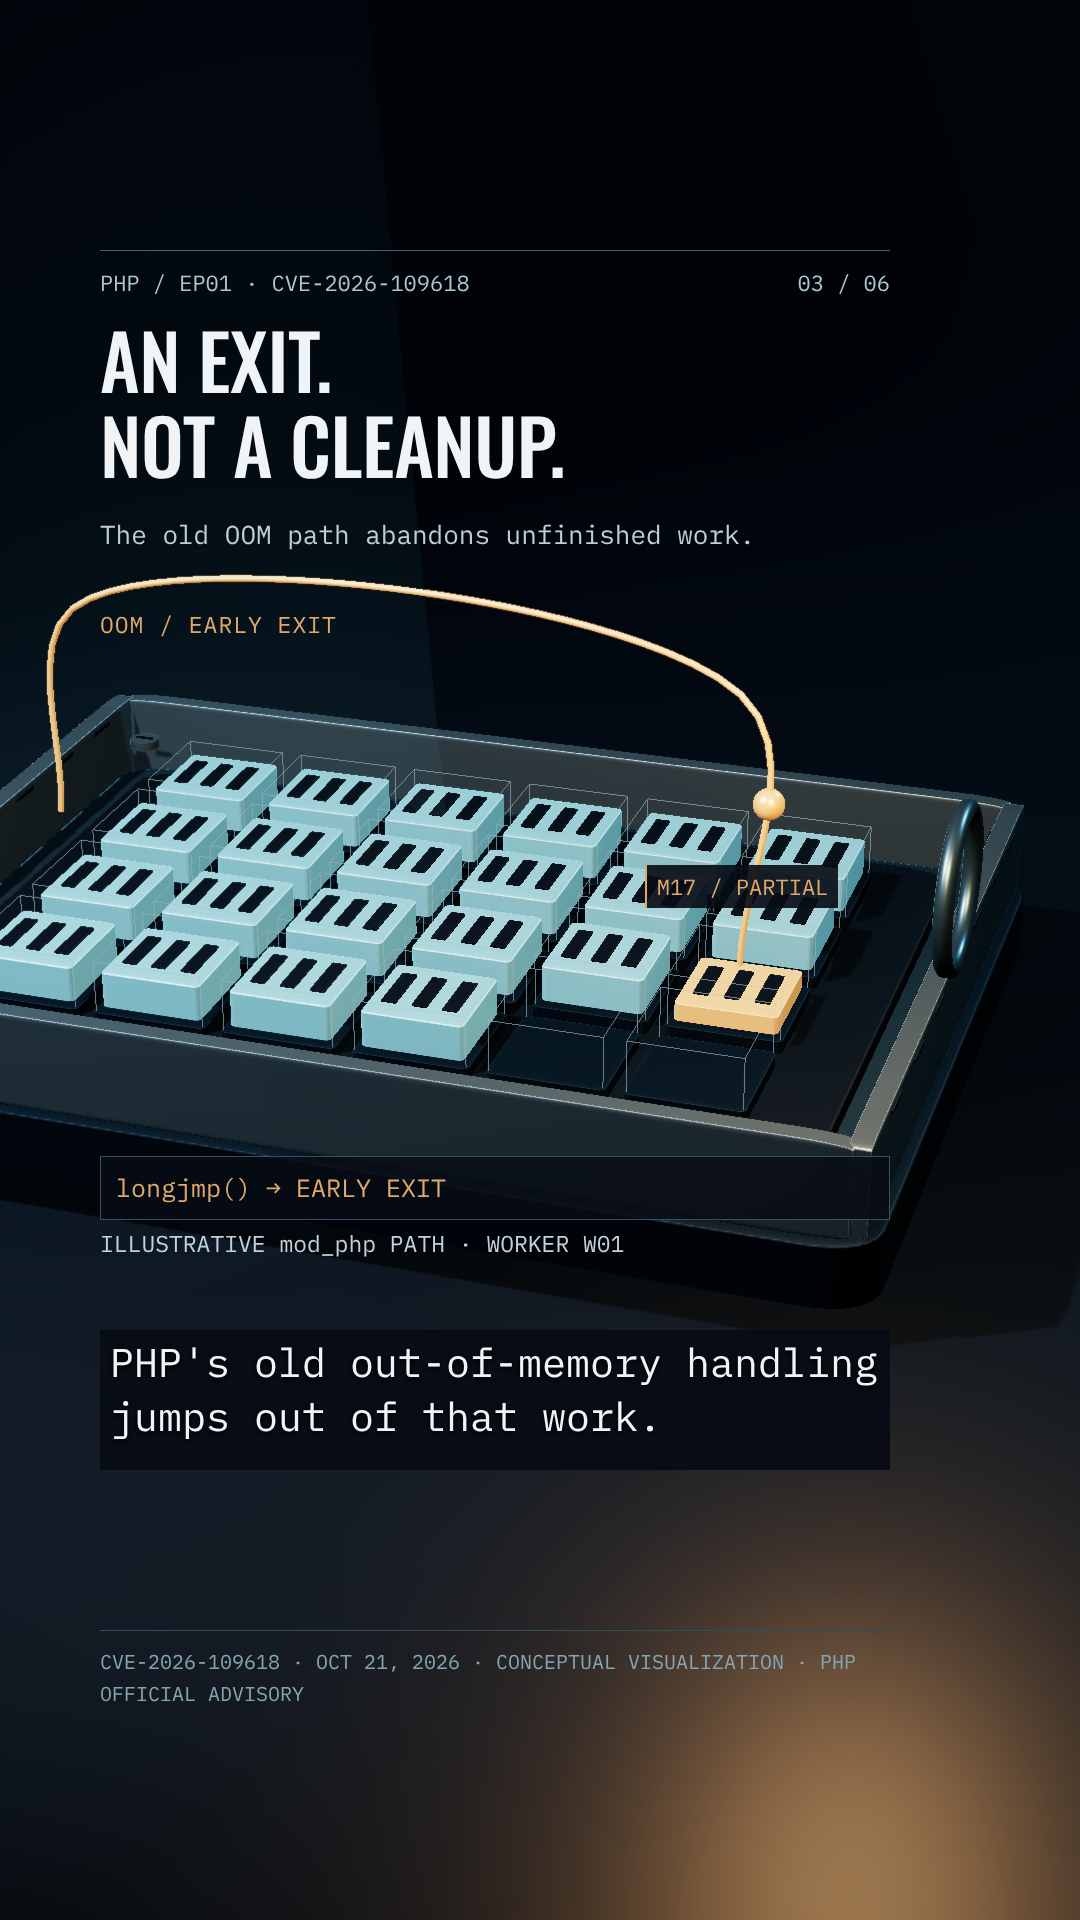 PHP / EP01 · CVE-2026-109618
03 / 06
AN EXIT.
NOT A CLEANUP.
The old OOM path abandons unfinished work.
OOM / EARLY EXIT
M17 / PARTIAL
longjmp() → EARLY EXIT
ILLUSTRATIVE mod_php PATH · WORKER W01
PHP's old out-of-memory handling
jumps out of that work.
CVE-2026-109618 · OCT 21, 2026 · CONCEPTUAL VISUALIZATION · PHP
OFFICIAL ADVISORY